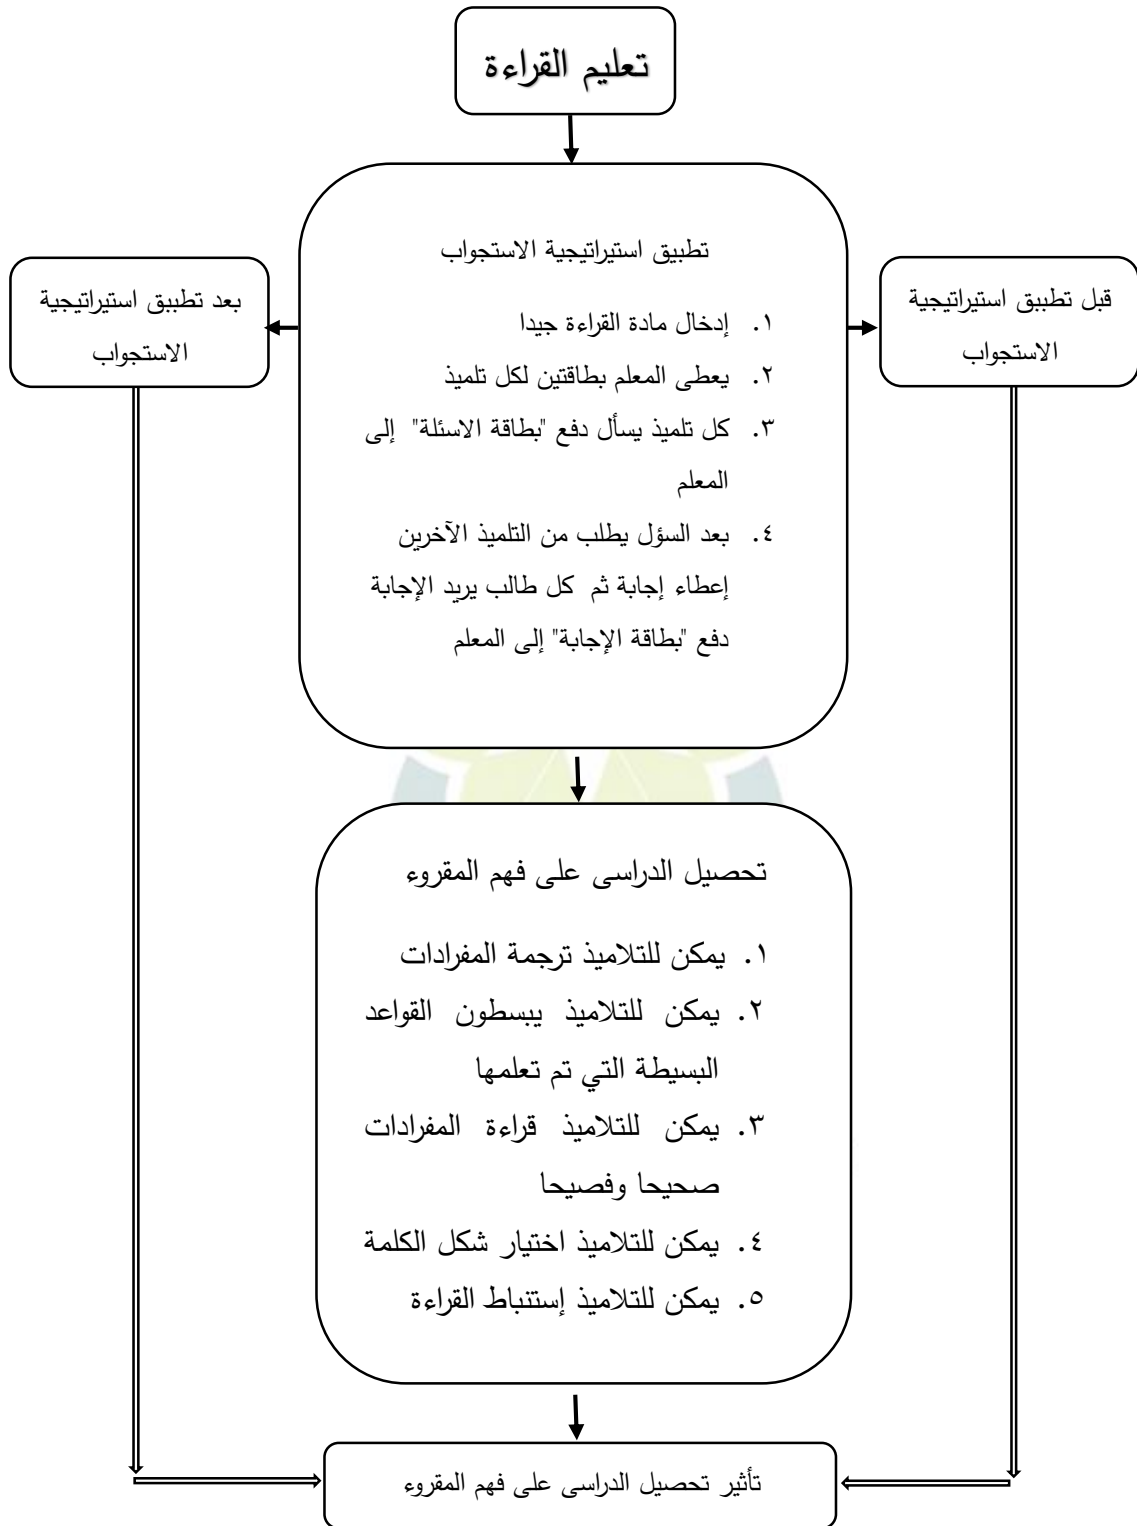 تعليم القراءة
تطبيق استيراتيجية الاستجواب
١. إدخال مادة القراءة جيدا
٢. يعطى المعلم بطاقتين لكل تلميذ
٣. كل تلميذ يسأل دفع "بطاقة الاسئلة" إلى
المعلم
٤. بعد السؤل يطلب من التلميذ الآخرين
إعطاء إجابة ثم كل طالب يريد الإجابة
دفع "بطاقة الإجابة" إلى المعلم
قبل تطبيق استيراتيجية
الاستجواب
بعد تطبيق استيراتيجية
الاستجواب
تحصيل الدراسى على فهم المقروء
١. يمكن للتلاميذ ترجمة المفرادات
٢. يمكن للتلاميذ يبسطون القواعد
البسيطة التي تم تعلمها
٣. يمكن للتلاميذ قراءة المفرادات
صحيحا وفصيحا
٤. يمكن للتلاميذ اختيار شكل الكلمة
٥. يمكن للتلاميذ إستنباط القراءة
تأثير تحصيل الدراسى على فهم المقروء